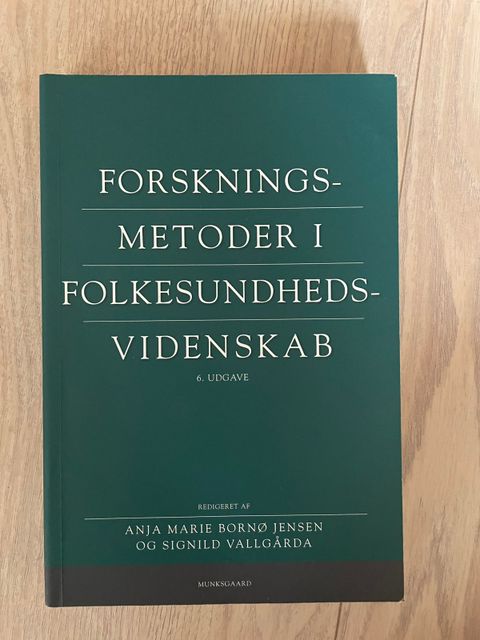 FORSKNINGS-
METODER I
FOLKESUNDHEDS-
VIDENSKAB
6. UDGAVE
REDIGERET AF
ANJA MARIE BORNØ JENSEN
OG SIGNILD VALLGÅRDA
MUNKSGAARD